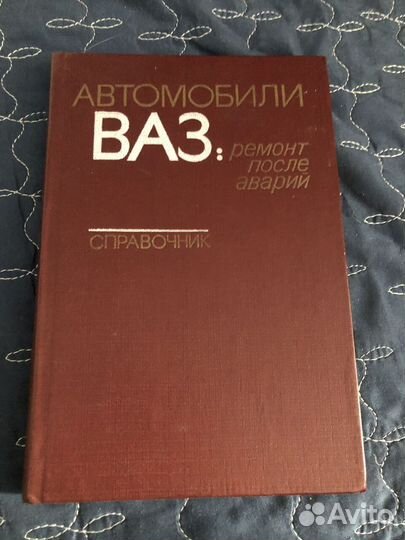 АВТОМОБИЛИ
ВАЗ: ремонт
после
аварии
СПРАВОЧНИК
Avito